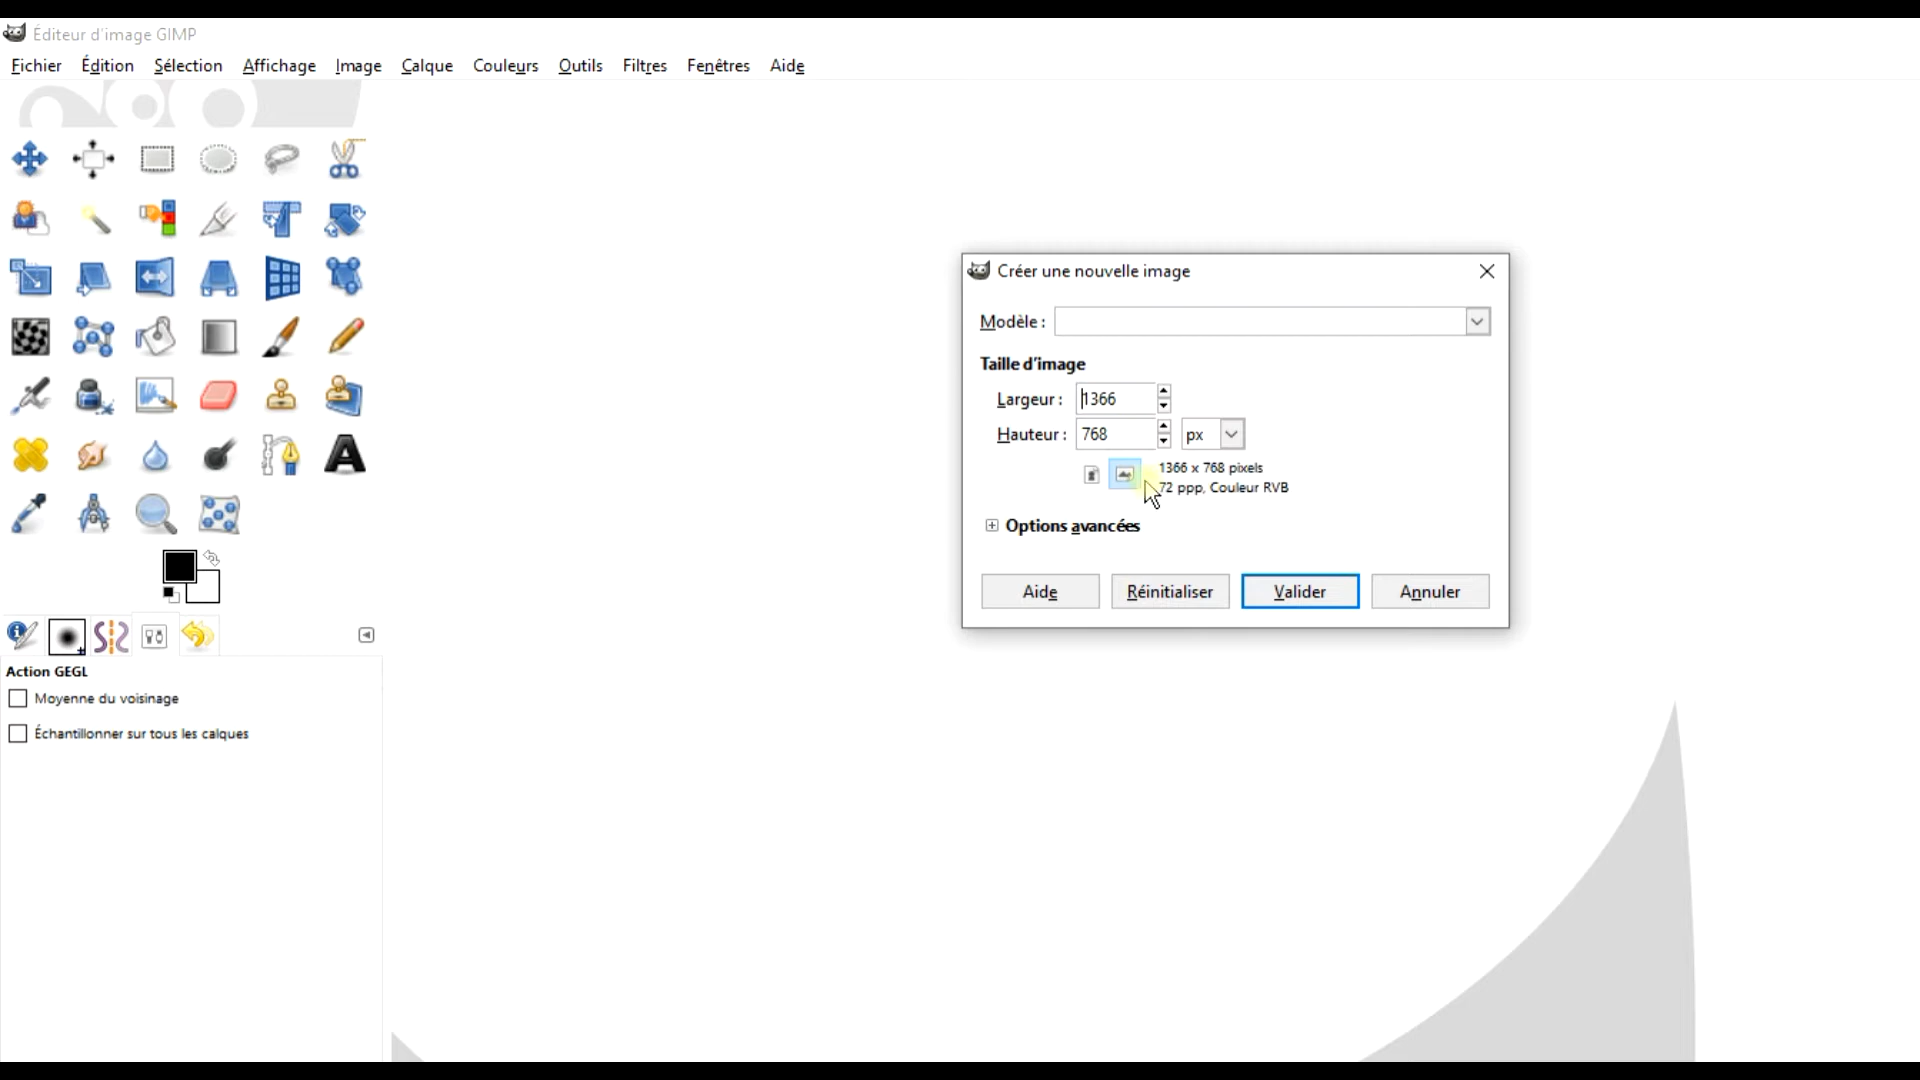 Éditeur d'image GIMP
Fichier Édition Sélection Affichage Image Calque Couleurs Outils Filtres Fenêtres Aide
Créer une nouvelle image
Modèle :
Taille d'image
Largeur : 1366
Hauteur : 768 px
1366 x 768 pixels
72 ppp, Couleur RVB
Options avancées
Aide Réinitialiser Valider Annuler
Action GEGL
Moyenne du voisinage
Échantillonner sur tous les calques